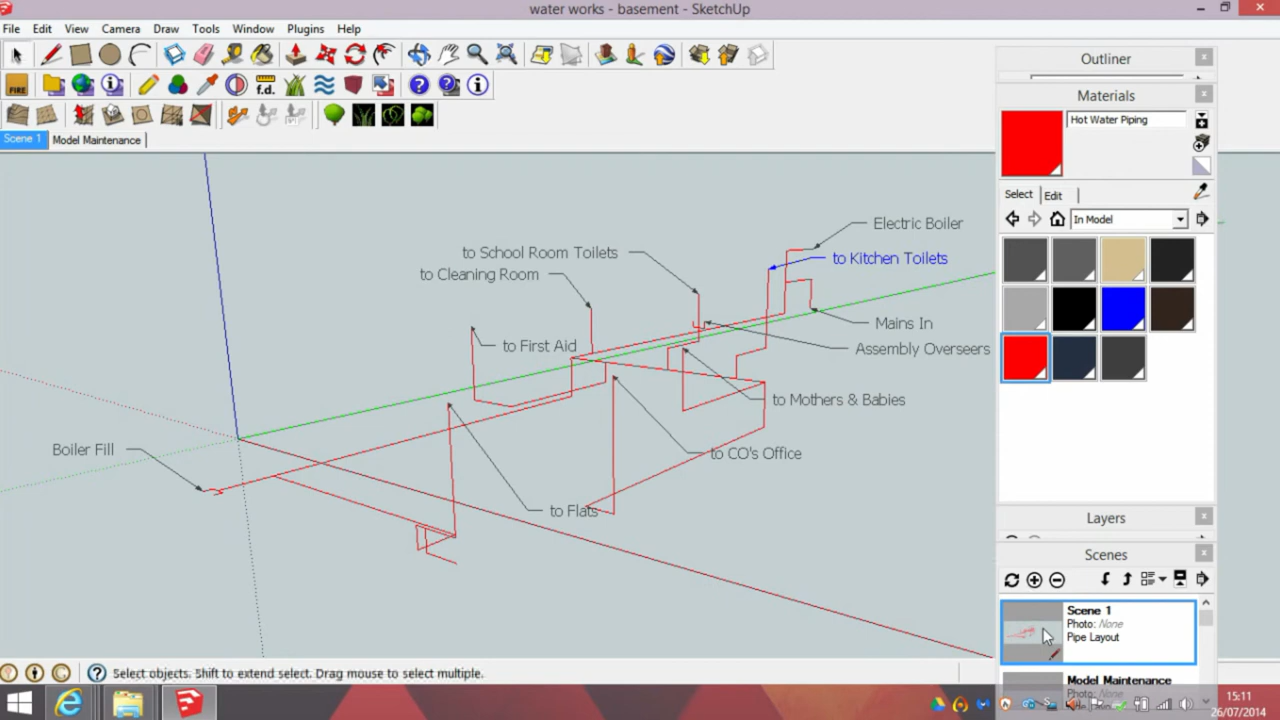 water works - basement - SketchUp
File Edit View Camera Draw Tools Window Plugins Help
FIRE
f.d.
Scene 1 Model Maintenance
Outliner
Materials
Hot Water Piping
Select Edit
In Model
Electric Boiler
to School Room Toilets
to Kitchen Toilets
to Cleaning Room
Mains In
to First Aid
Assembly Overseers
to Mothers & Babies
Boiler Fill
to CO's Office
to Flats
Layers
Scenes
Scene 1
Photo: None
Pipe Layout
Model Maintenance
Photo: None
Select objects. Shift to extend select. Drag mouse to select multiple.
15:11
26/07/2014